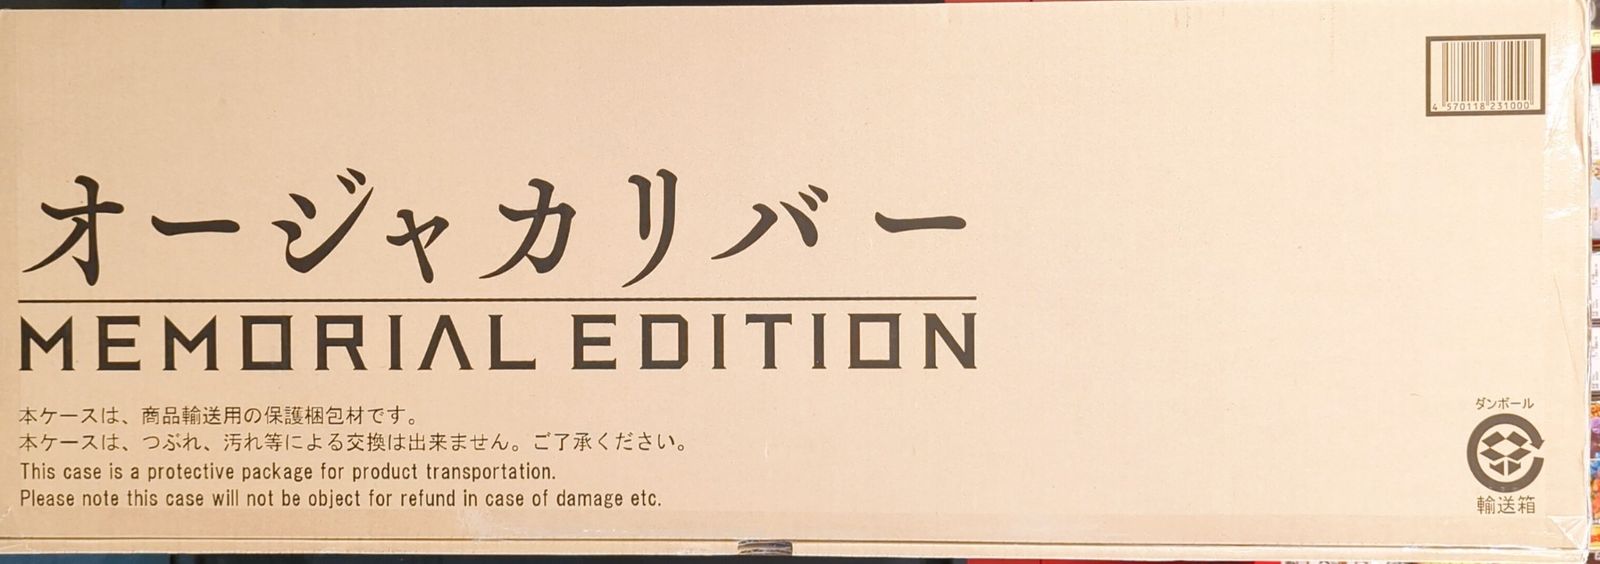 4 570118 231000
オージャカリバー
MEMORIAL EDITION
本ケースは、商品輸送用の保護梱包材です。
本ケースは、つぶれ、汚れ等による交換は出来ません。ご了承ください。
This case is a protective package for product transportation.
Please note this case will not be object for refund in case of damage etc.
ダンボール
輸送箱